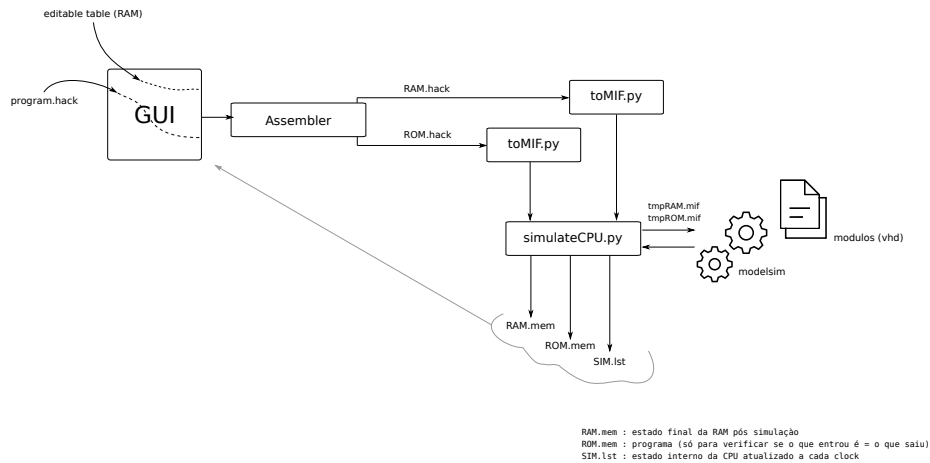 editable table (RAM)
program.hack
GUI
Assembler
RAM.hack
ROM.hack
toMIF.py
toMIF.py
simulateCPU.py
tmpRAM.mif
tmpROM.mif
modulos (vhd)
modelsim
RAM.mem
ROM.mem
SIM.lst
RAM.mem : estado final da RAM pós simulaçào
ROM.mem : programa (só para verificar se o que entrou é = o que saiu)
SIM.lst : estado interno da CPU atualizado a cada clock